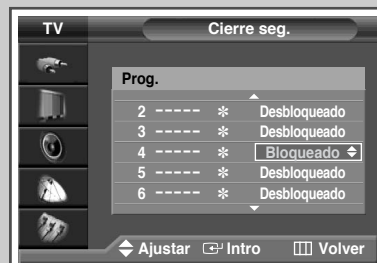 TV Cierre seg.
Prog.
2 ----- ✻ Desbloqueado
3 ----- ✻ Desbloqueado
4 ----- ✻ Bloqueado
5 ----- ✻ Desbloqueado
6 ----- ✻ Desbloqueado
Ajustar Intro Volver